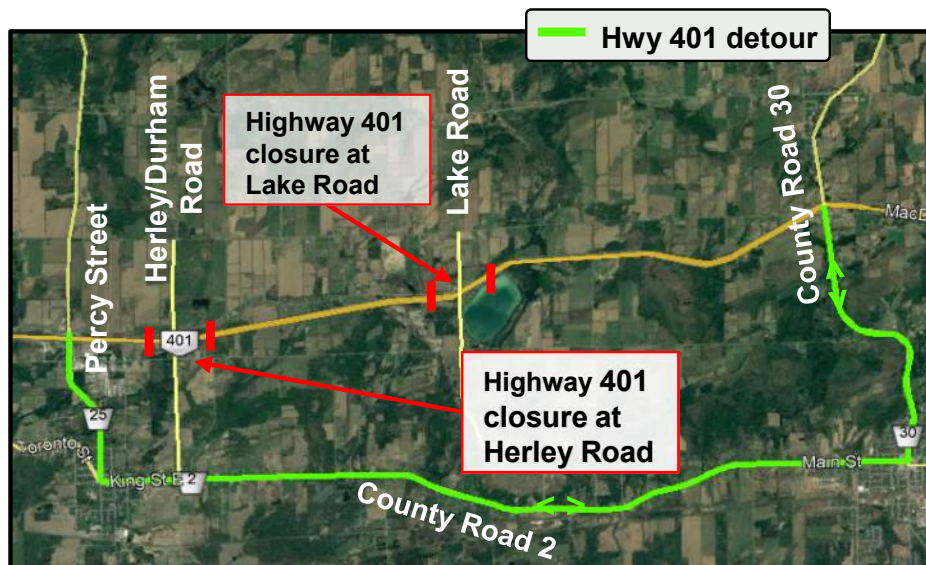 Hwy 401 detour
Herley/Durham
Road
Highway 401
closure at
Lake Road
Lake Road
County Road 30
Percy Street
401
Highway 401
closure at
Herley Road
25
Toronto St
King St E
2
County Road 2
Main St
30